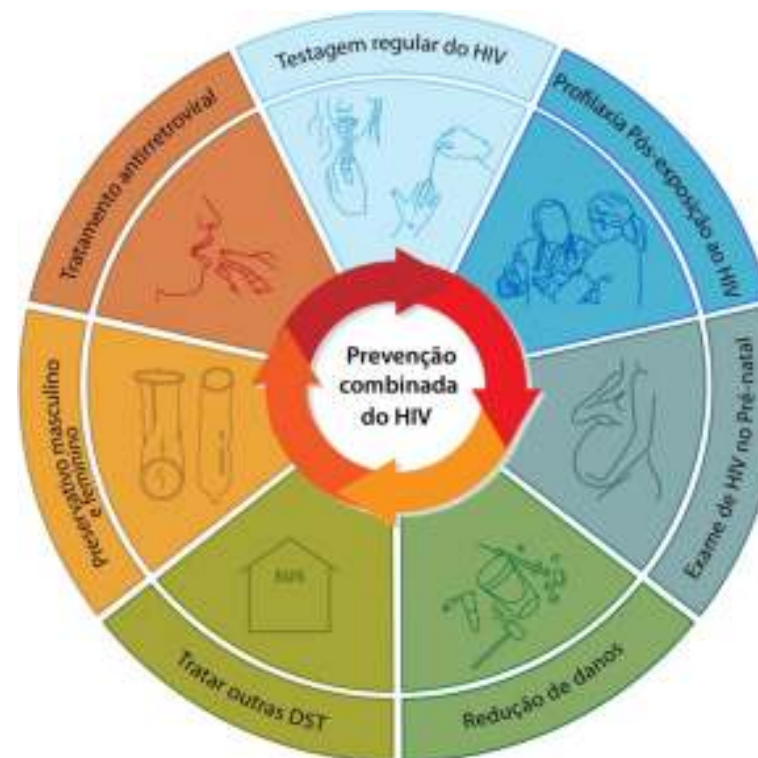 Testagem regular do HIV
Profilaxia Pós-exposição ao HIV
Exame de HIV no Pré-natal
Redução de danos
Tratar outras DST
Preservativo masculino
e feminino
Tratamento antirretroviral
Prevenção
combinada
do HIV
SUS